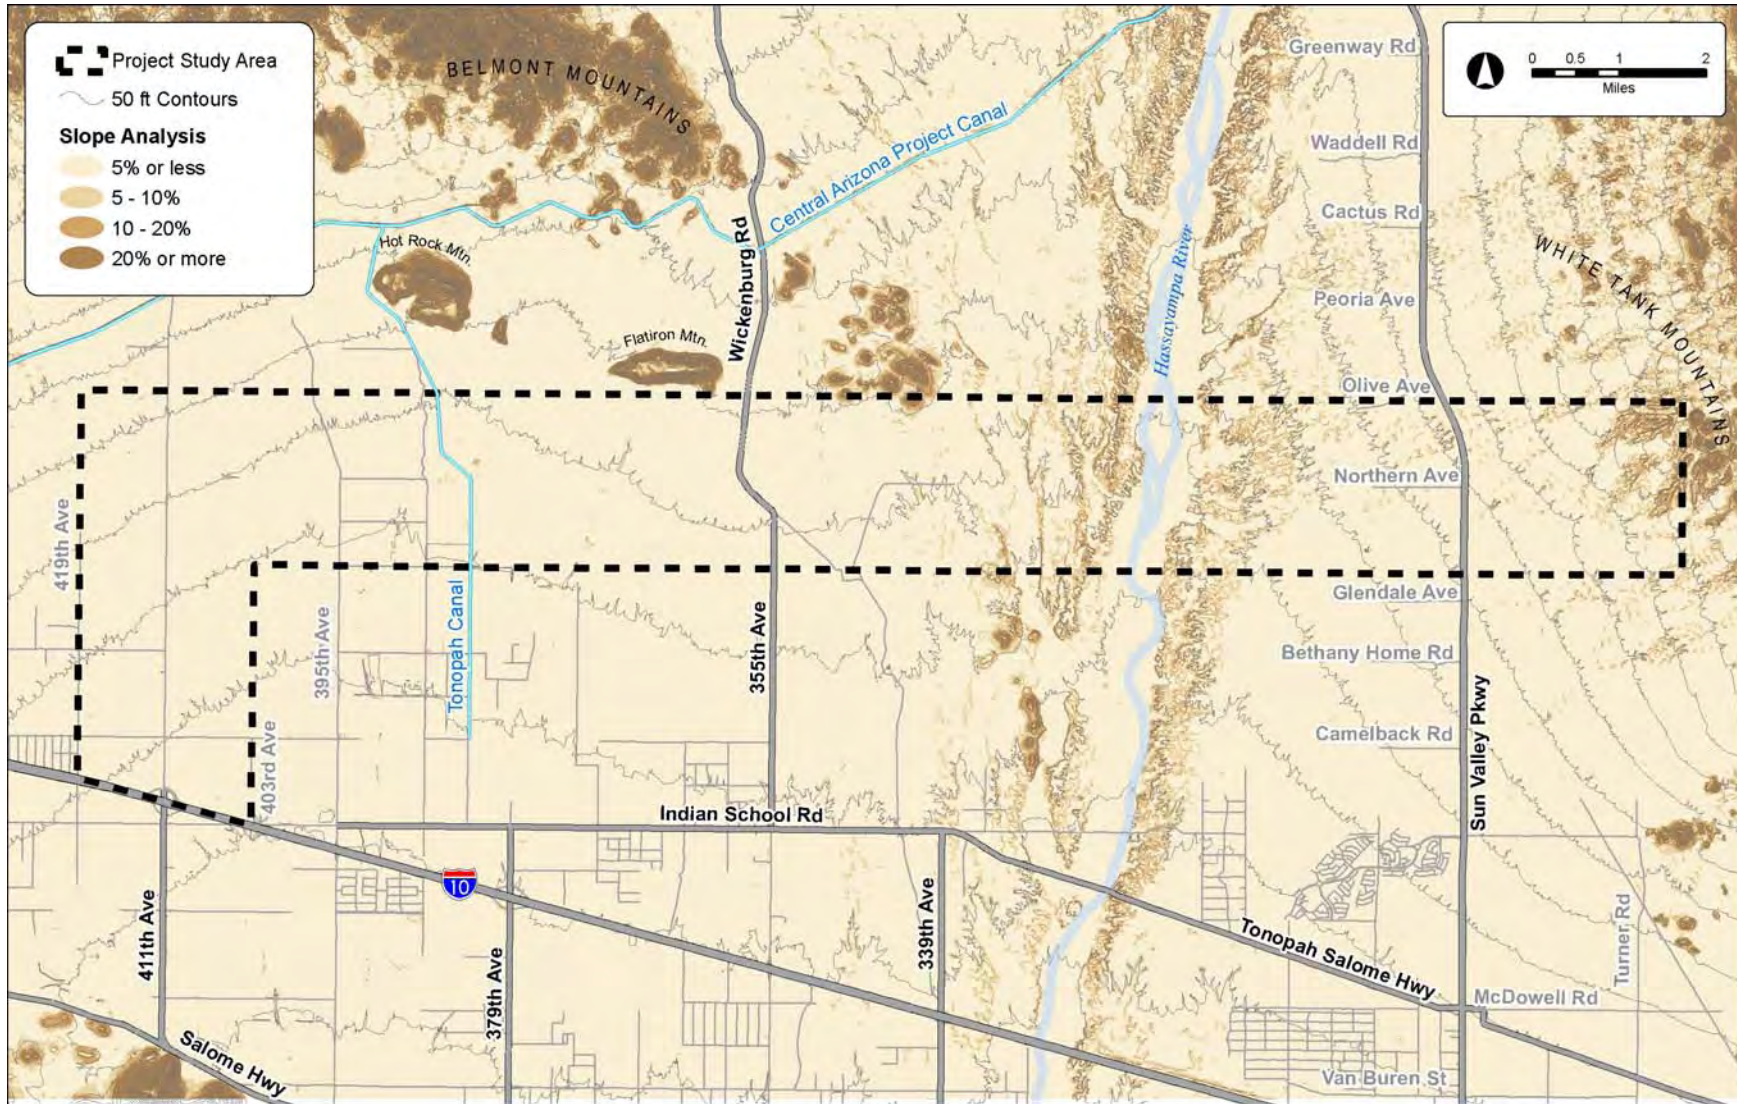 Project Study Area
50 ft Contours
Slope Analysis
5% or less
5 - 10%
10 - 20%
20% or more
0 0.5 1 2
Miles
BELMONT MOUNTAINS
Greenway Rd
Waddell Rd
Central Arizona Project Canal
Cactus Rd
Hot Rock Mtn.
Wickenburg Rd
Hassayampa River
WHITE TANK MOUNTAINS
Peoria Ave
Flatiron Mtn.
Olive Ave
Northern Ave
419th Ave
Glendale Ave
Tonopah Canal
395th Ave
355th Ave
Bethany Home Rd
Sun Valley Pkwy
403rd Ave
Camelback Rd
Indian School Rd
10
411th Ave
379th Ave
339th Ave
Tonopah Salome Hwy
Turner Rd
McDowell Rd
Salome Hwy
Van Buren St